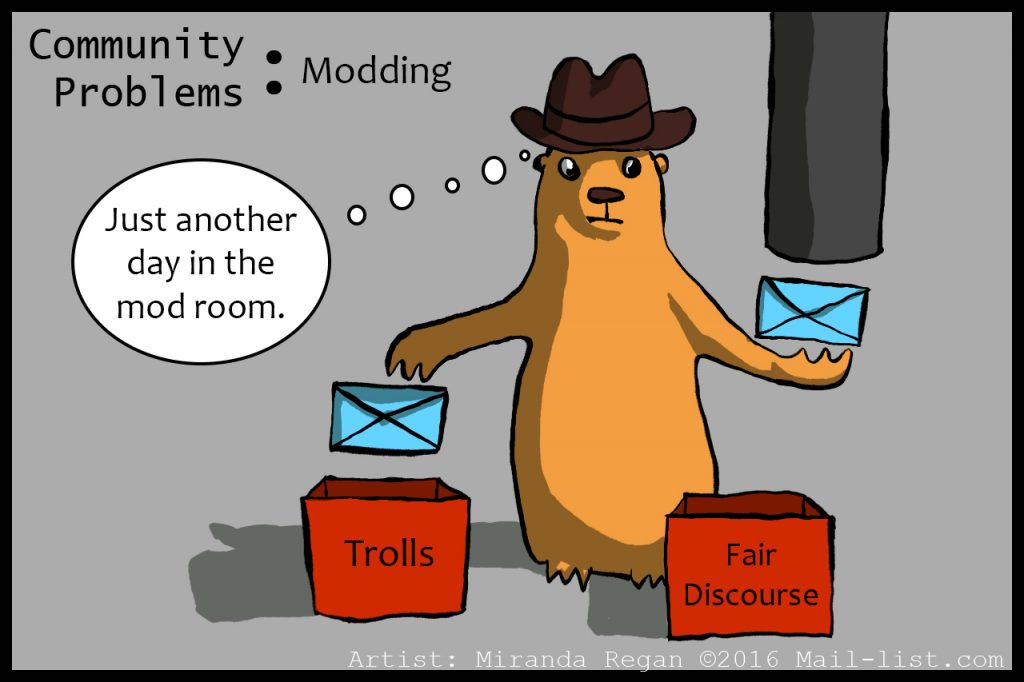 Community
Problems : Modding
Just another
day in the
mod room.
Trolls
Fair
Discourse
Artist: Miranda Regan ©2016 Mail-list.com